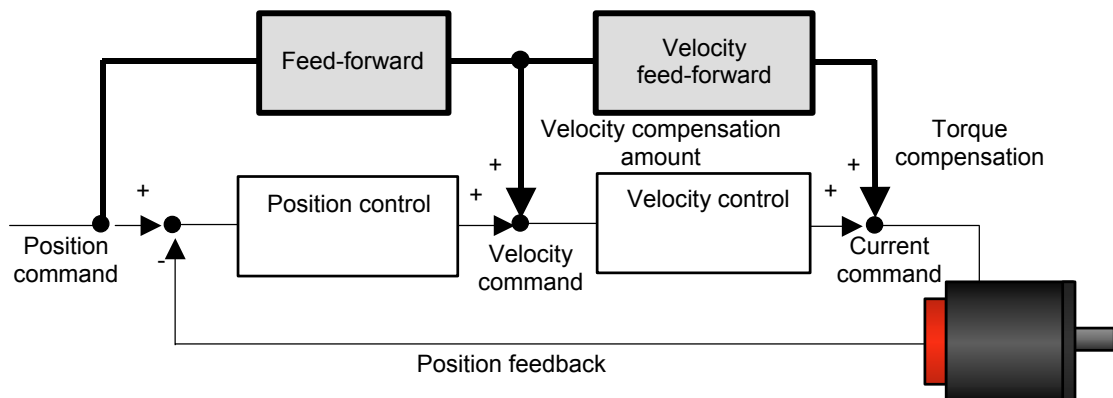 Feed-forward
Velocity
feed-forward
Velocity compensation
amount
Torque
compensation
+
+
+
+
+
Position control
Velocity control
Position
command
-
Velocity
command
Current
command
Position feedback